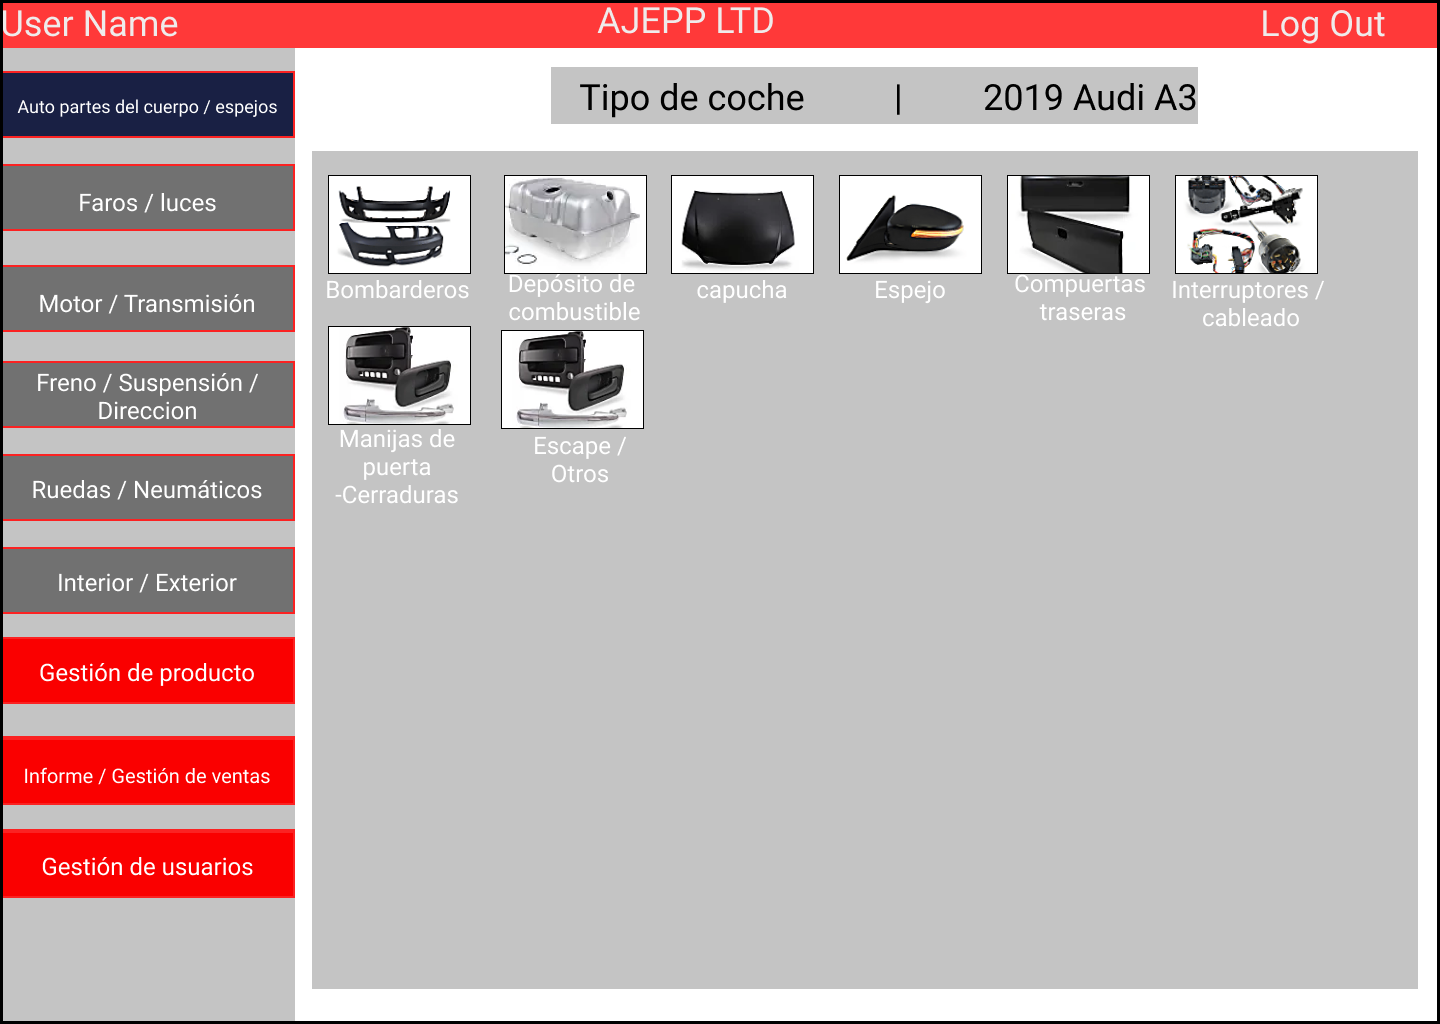 User Name
AJEPP LTD
Log Out
Tipo de coche | 2019 Audi A3
Auto partes del cuerpo / espejos
Faros / luces
Motor / Transmisión
Freno / Suspensión /
Direccion
Ruedas / Neumáticos
Interior / Exterior
Gestión de producto
Informe / Gestión de ventas
Gestión de usuarios
Bombarderos
Depósito de
combustible
capucha
Espejo
Compuertas
traseras
Interruptores /
cableado
Manijas de
puerta
-Cerraduras
Escape /
Otros